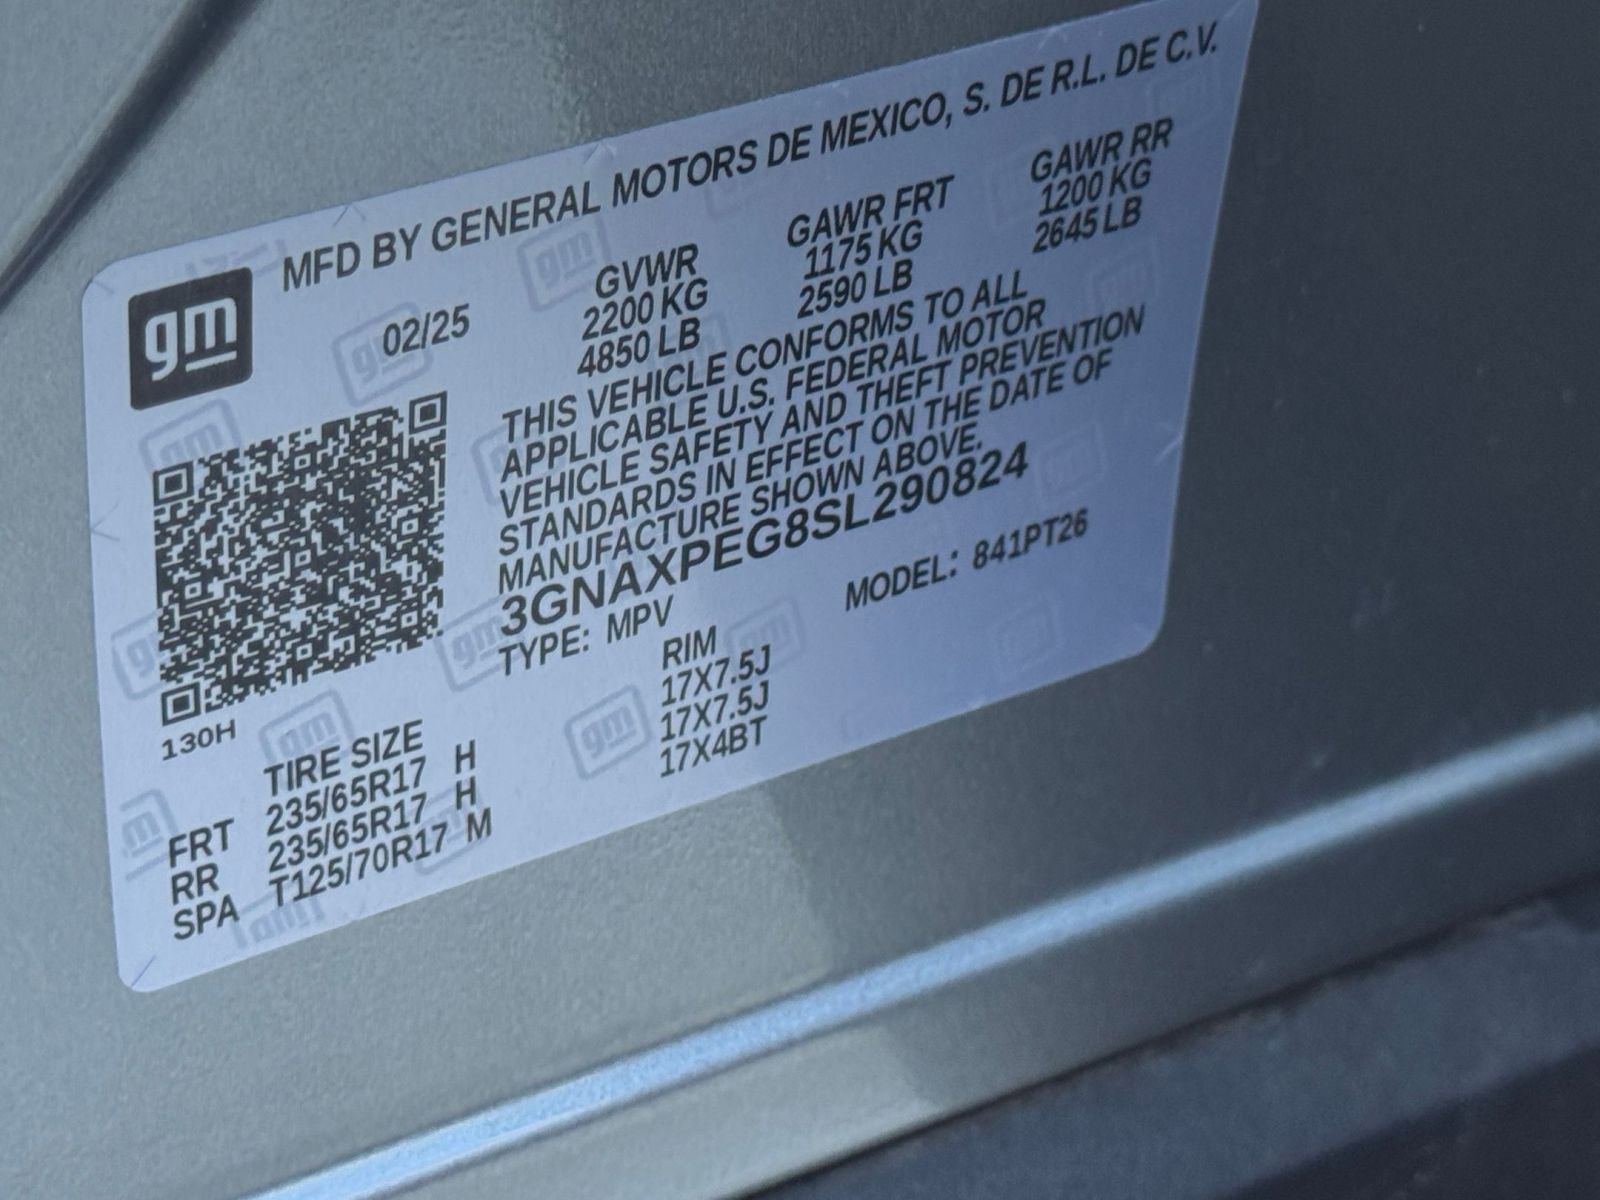 MFD BY GENERAL MOTORS DE MEXICO, S. DE R.L. DE C.V.
gm
02/25
GVWR GAWR FRT GAWR RR
2200 KG 1175 KG 1200 KG
4850 LB 2590 LB 2645 LB
THIS VEHICLE CONFORMS TO ALL
APPLICABLE U.S. FEDERAL MOTOR
VEHICLE SAFETY AND THEFT PREVENTION
STANDARDS IN EFFECT ON THE DATE OF
MANUFACTURE SHOWN ABOVE.
3GNAXPEG8SL290824
TYPE: MPV MODEL: 841PT26
130H
TIRE SIZE RIM
FRT 235/65R17 H 17X7.5J
RR 235/65R17 H 17X7.5J
SPA T125/70R17 M 17X4BT